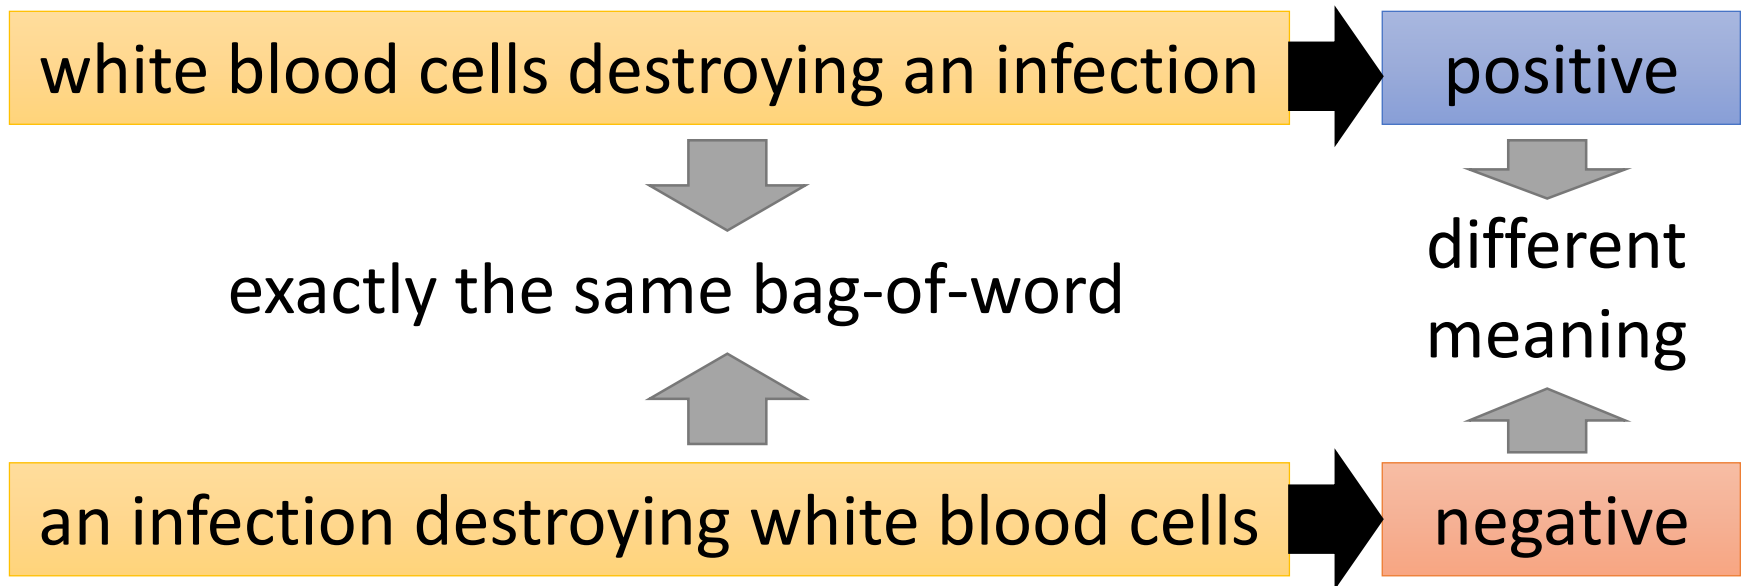 white blood cells destroying an infection
positive
exactly the same bag-of-word
different
meaning
an infection destroying white blood cells
negative